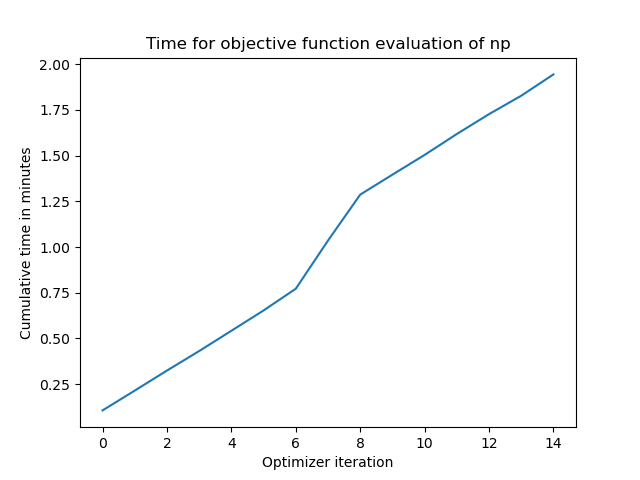 Time for objective function evaluation of np
Cumulative time in minutes
2.00
1.75
1.50
1.25
1.00
0.75
0.50
0.25
0 2 4 6 8 10 12 14
Optimizer iteration